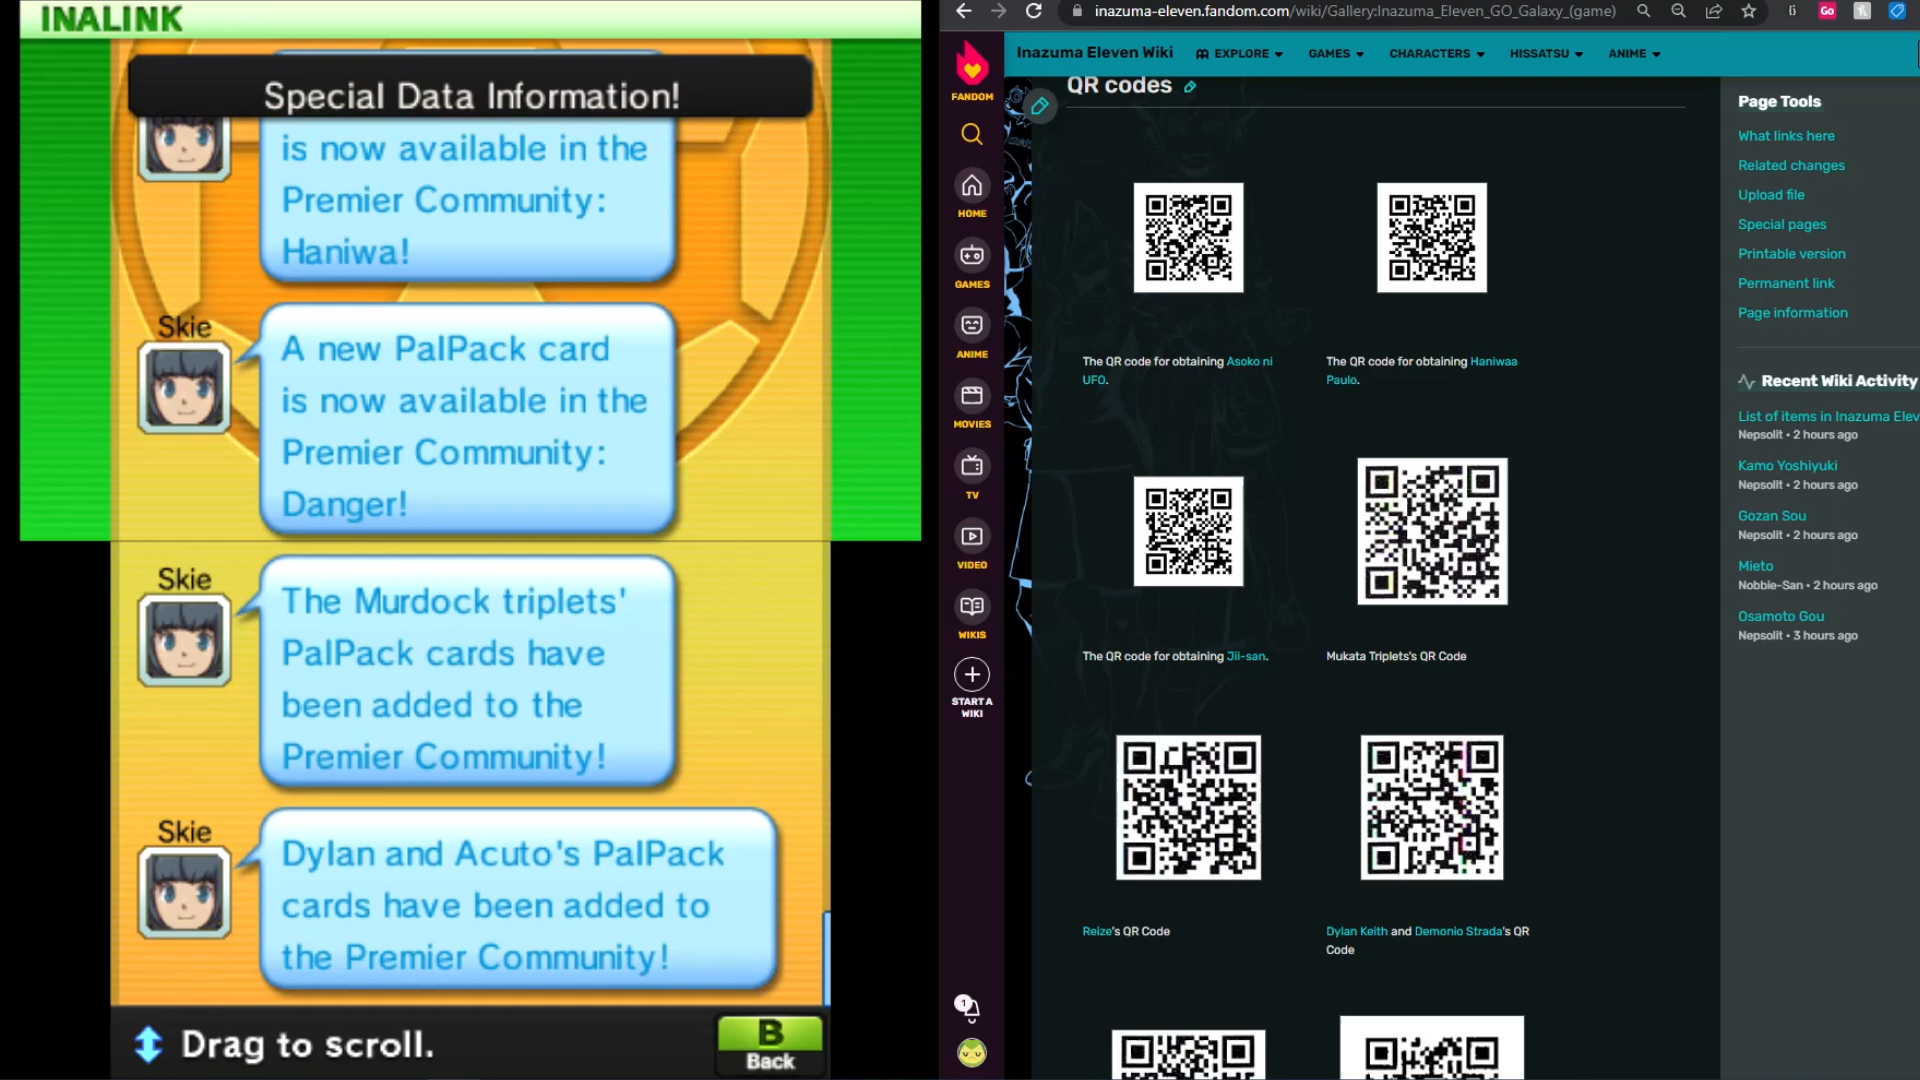 INALINK
Special Data Information!
is now available in the
Premier Community:
Haniwa!
Skie
A new PalPack card
is now available in the
Premier Community:
Danger!
Skie
The Murdock triplets'
PalPack cards have
been added to the
Premier Community!
Skie
Dylan and Acuto's PalPack
cards have been added to
the Premier Community!
Drag to scroll.
B
Back
inazuma-eleven.fandom.com/wiki/Gallery:Inazuma_Eleven_GO_Galaxy_(game)
Go
Inazuma Eleven Wiki
EXPLORE
GAMES
CHARACTERS
HISSATSU
ANIME
FANDOM
HOME
GAMES
ANIME
MOVIES
TV
VIDEO
WIKIS
START A
WIKI
1
QR codes
The QR code for obtaining Asoko ni
UFO.
The QR code for obtaining Haniwaa
Paulo.
The QR code for obtaining Jii-san.
Mukata Triplets's QR Code
Reize's QR Code
Dylan Keith and Demonio Strada's QR
Code
Page Tools
What links here
Related changes
Upload file
Special pages
Printable version
Permanent link
Page information
Recent Wiki Activity
List of items in Inazuma Elev
Nepsolit • 2 hours ago
Kamo Yoshiyuki
Nepsolit • 2 hours ago
Gozan Sou
Nepsolit • 2 hours ago
Mieto
Nobbie-San • 2 hours ago
Osamoto Gou
Nepsolit • 3 hours ago